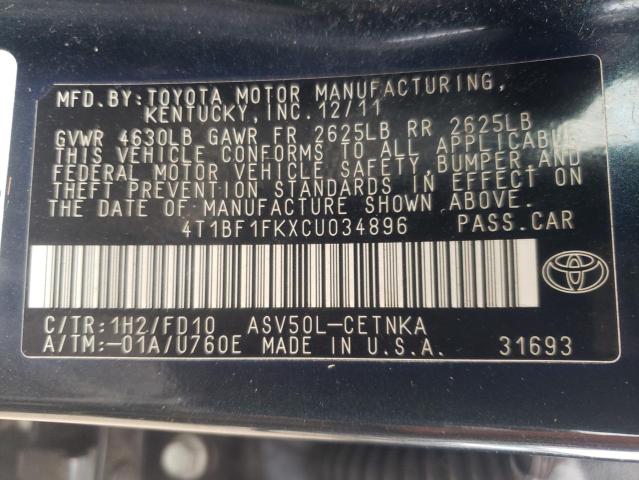 MFD.BY:TOYOTA MOTOR MANUFACTURING,
KENTUCKY,INC.12/11
GVWR 4630LB GAWR FR 2625LB RR 2625LB
THIS VEHICLE CONFORMS TO ALL APPLICABLE
FEDERAL MOTOR VEHICLE SAFETY,BUMPER,AND
THEFT PREVENTION STANDARDS IN EFFECT ON
THE DATE OF MANUFACTURE SHOWN ABOVE.
4T1BF1FKXCU034896 PASS.CAR
C/TR:1H2/FD10 ASV50L-CETNKA
A/TM:-01A/U760E MADE IN U.S.A. 31693